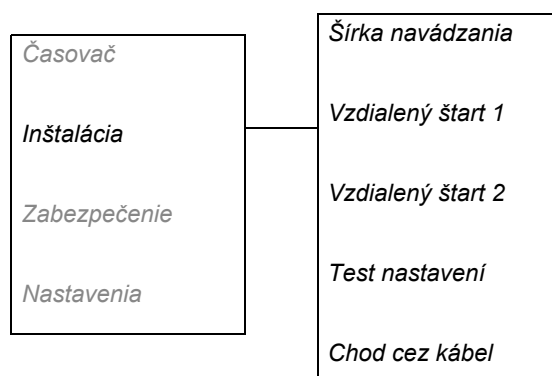 Časovač
Inštalácia
Zabezpečenie
Nastavenia
Šírka navádzania
Vzdialený štart 1
Vzdialený štart 2
Test nastavení
Chod cez kábel